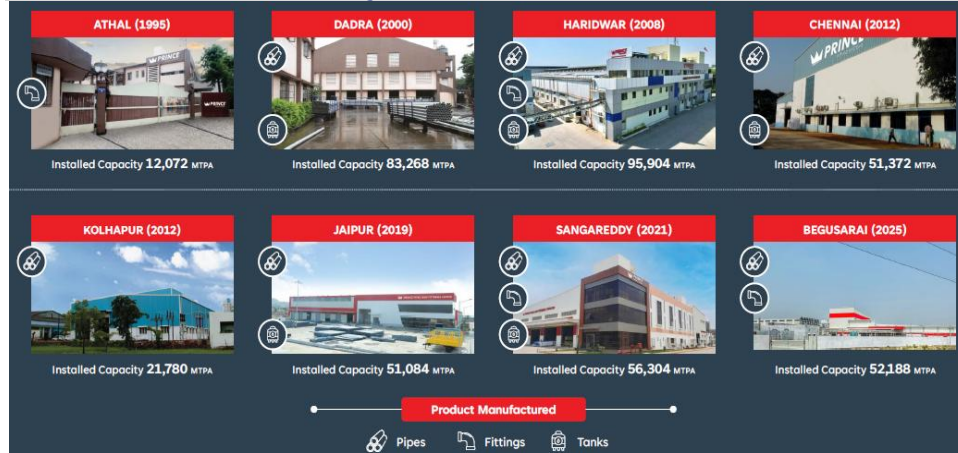 ATHAL (1995)
DADRA (2000)
HARIDWAR (2008)
CHENNAI (2012)
PRINCE
PRINCE
PRINCE
Installed Capacity 12,072 MTPA
Installed Capacity 83,268 MTPA
Installed Capacity 95,904 MTPA
Installed Capacity 51,372 MTPA
KOLHAPUR (2012)
JAIPUR (2019)
SANGAREDDY (2021)
BEGUSARAI (2025)
Installed Capacity 21,780 MTPA
Installed Capacity 51,084 MTPA
Installed Capacity 56,304 MTPA
Installed Capacity 52,188 MTPA
Product Manufactured
Pipes
Fittings
Tanks